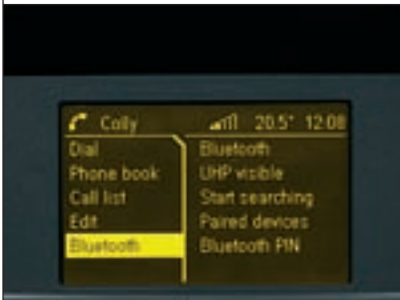 Colly 20.5° 12:08
Dial
Phone book
Call list
Edit
Bluetooth
Bluetooth
UHP visible
Start searching
Paired devices
Bluetooth PIN